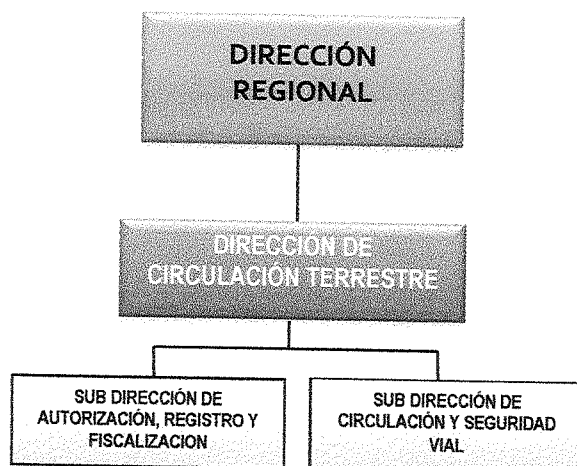 DIRECCIÓN
REGIONAL
DIRECCIÓN DE
CIRCULACIÓN TERRESTRE
SUB DIRECCIÓN DE
AUTORIZACIÓN, REGISTRO Y
FISCALIZACION
SUB DIRECCIÓN DE
CIRCULACIÓN Y SEGURIDAD
VIAL